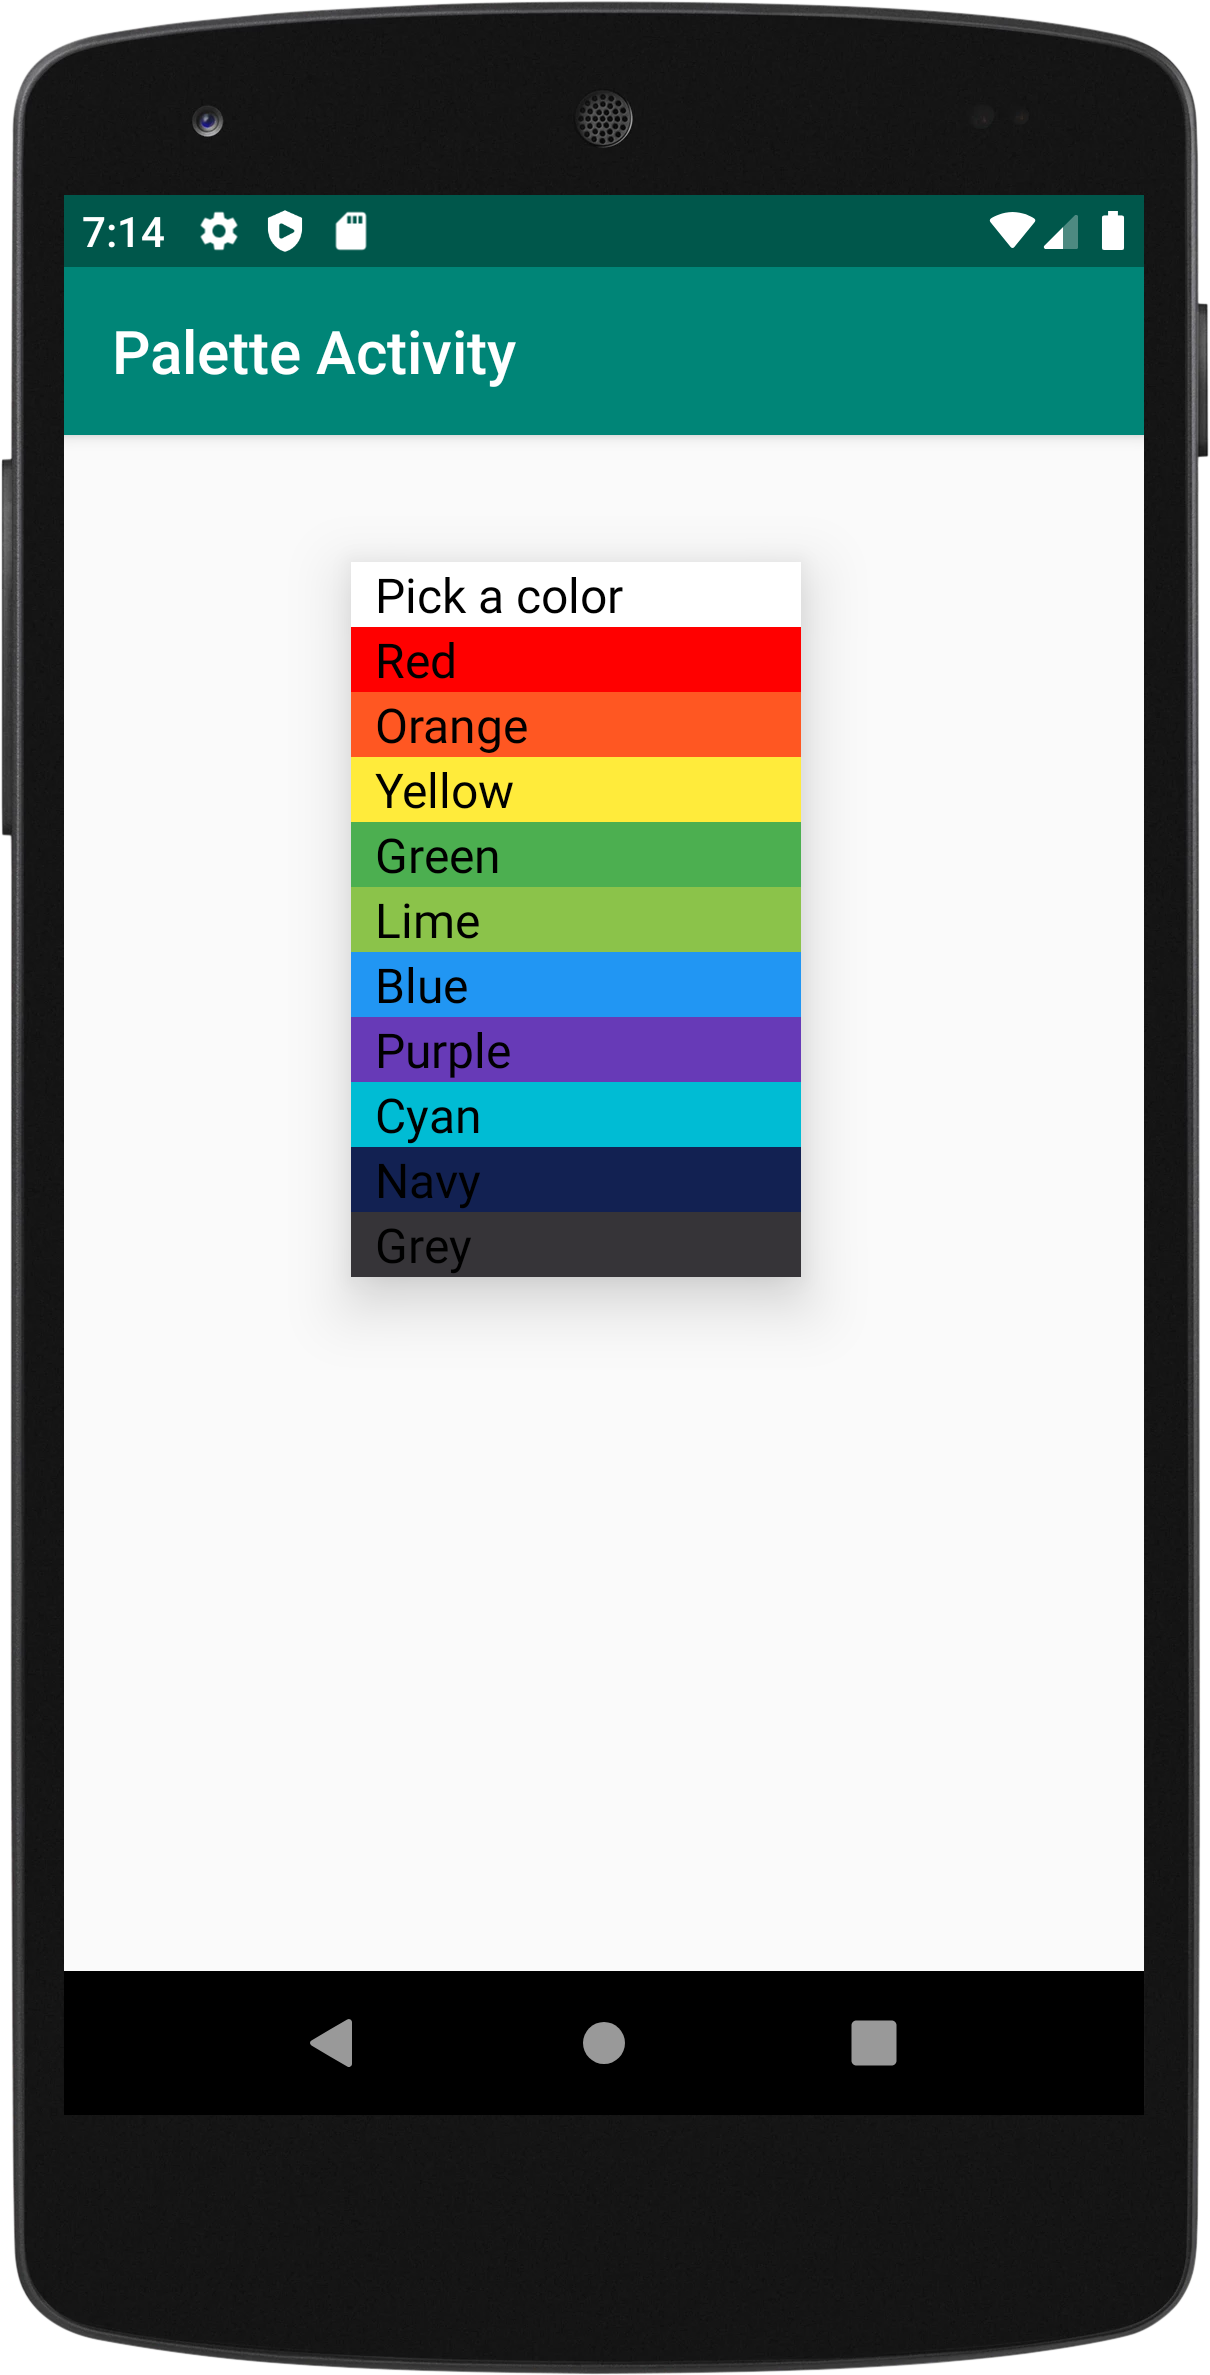 7:14
Palette Activity
Pick a color
Red
Orange
Yellow
Green
Lime
Blue
Purple
Cyan
Navy
Grey